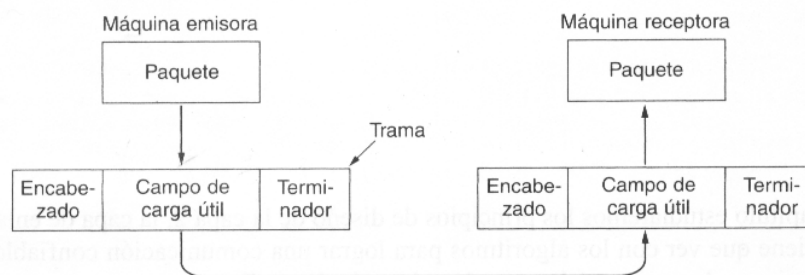 Máquina emisora
Máquina receptora
Paquete
Paquete
Trama
Encabe-
zado
Campo de
carga útil
Termi-
nador
Encabe-
zado
Campo de
carga útil
Termi-
nador